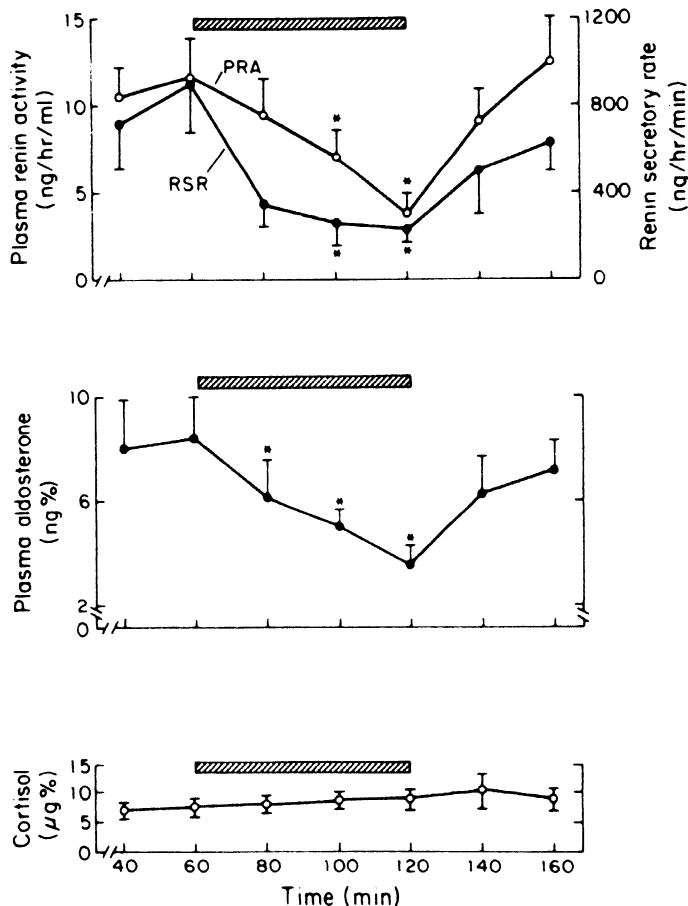 Plasma renin activity
(ng/hr/ml)
15
10
5
0
PRA
RSR
*
*
*
*
1200
800
400
0
Renin secretory rate
(ng/hr/min)
Plasma aldosterone
(ng %)
10
6
2
0
*
*
*
Cortisol
(µg %)
15
10
5
0
40 60 80 100 120 140 160
Time (min)